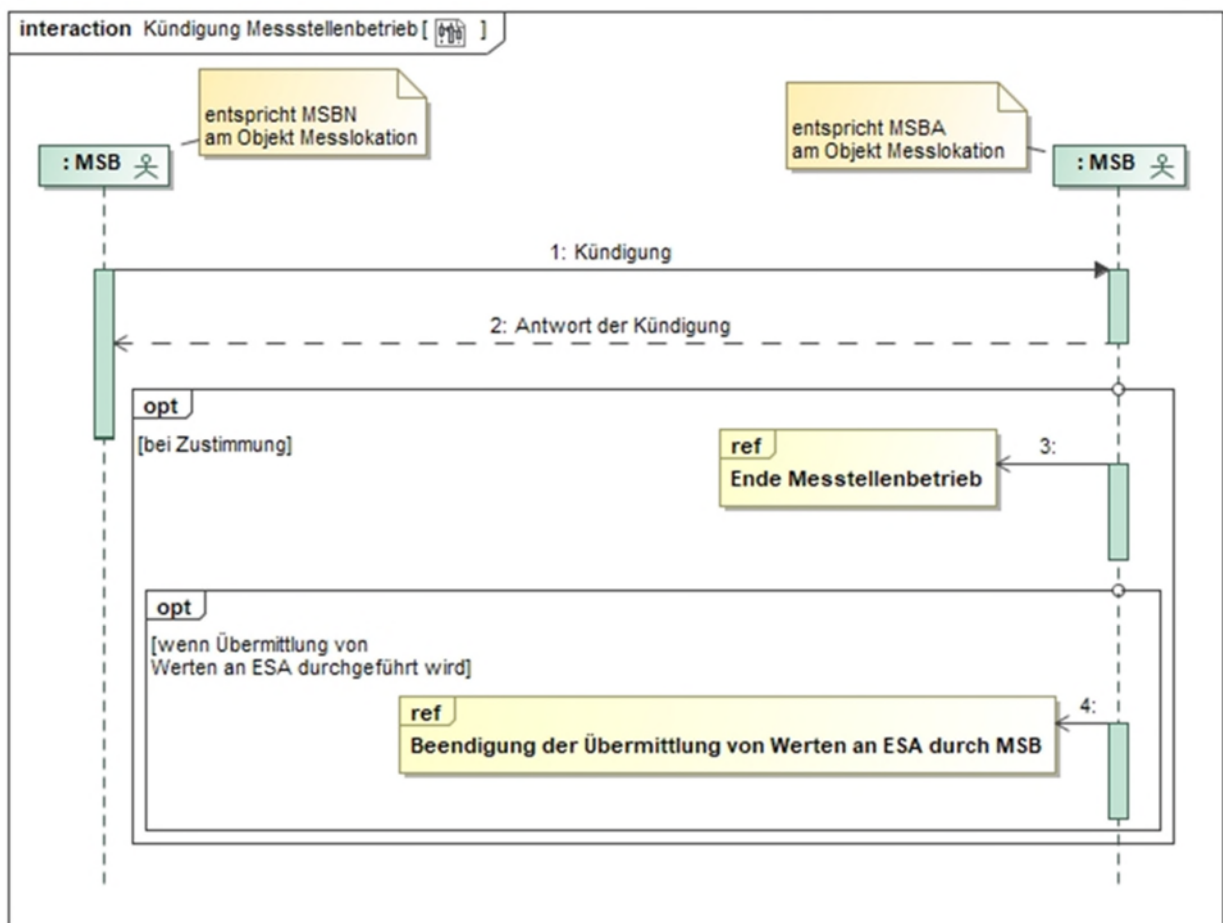 interaction Kündigung Messsstellenbetrieb [ ]
entspricht MSBN
am Objekt Messlokation
entspricht MSBA
am Objekt Messlokation
: MSB
: MSB
1: Kündigung
2: Antwort der Kündigung
opt
[bei Zustimmung]
ref
3:
Ende Messtellenbetrieb
opt
[wenn Übermittlung von
Werten an ESA durchgeführt wird]
ref
4:
Beendigung der Übermittlung von Werten an ESA durch MSB